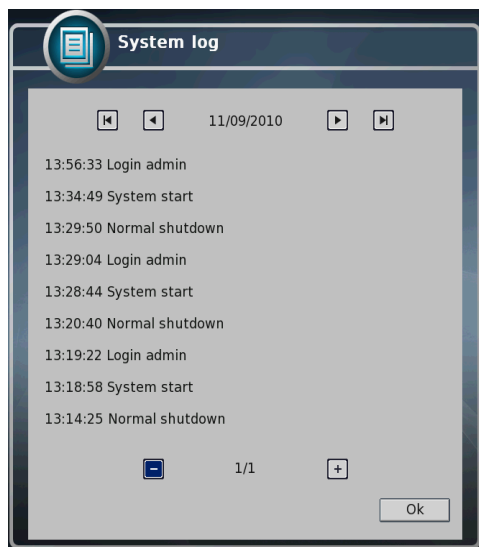 System log
11/09/2010
13:56:33 Login admin
13:34:49 System start
13:29:50 Normal shutdown
13:29:04 Login admin
13:28:44 System start
13:20:40 Normal shutdown
13:19:22 Login admin
13:18:58 System start
13:14:25 Normal shutdown
− 1/1 +
Ok